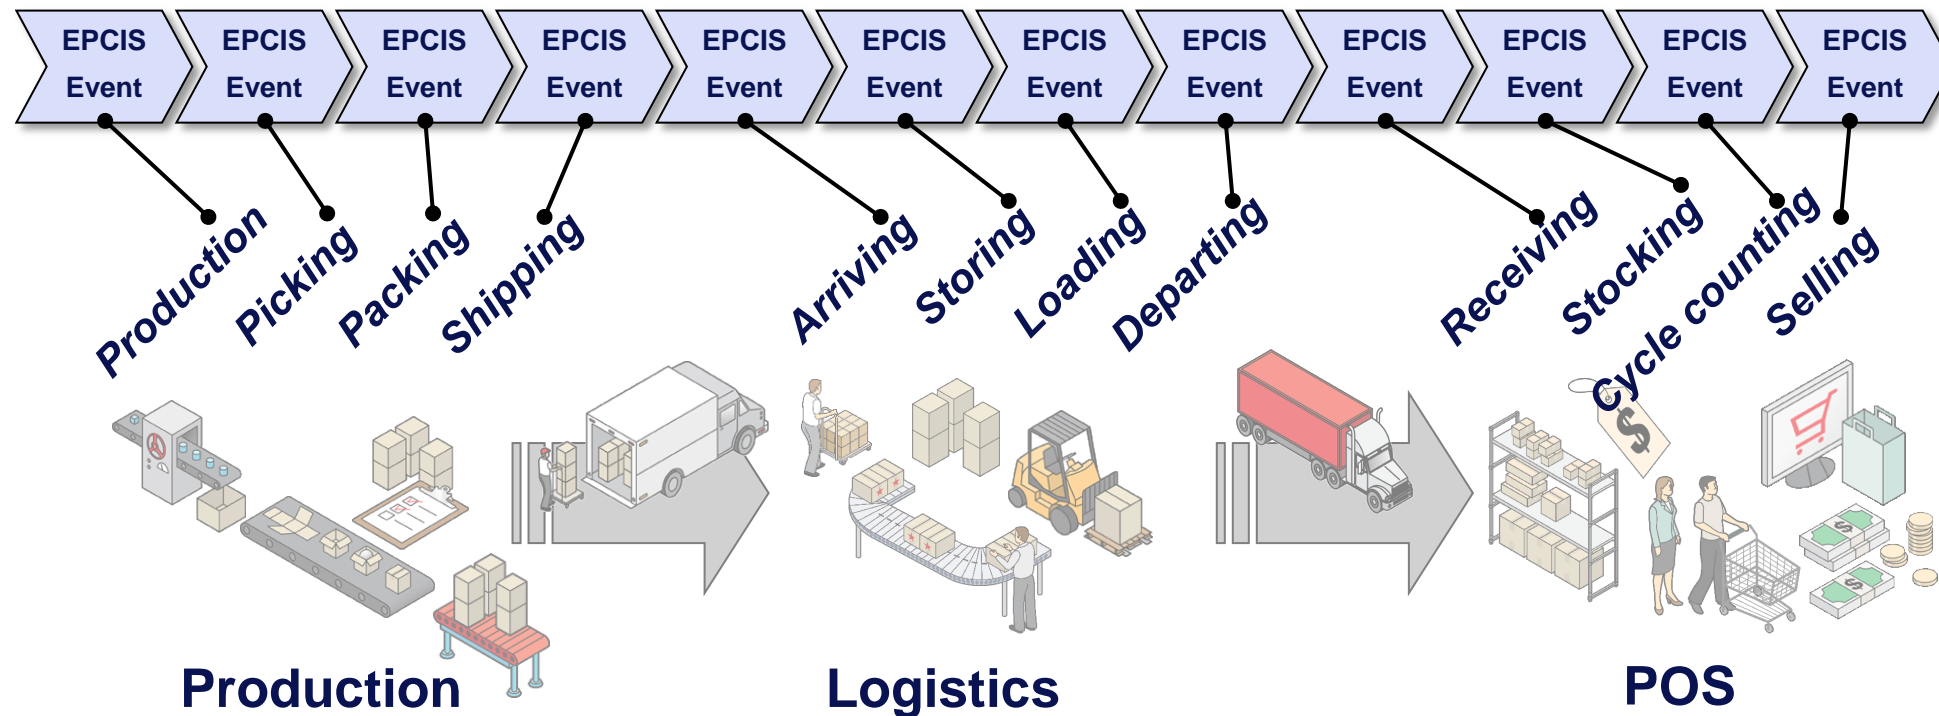 EPCIS
Event
EPCIS
Event
EPCIS
Event
EPCIS
Event
EPCIS
Event
EPCIS
Event
EPCIS
Event
EPCIS
Event
EPCIS
Event
EPCIS
Event
EPCIS
Event
EPCIS
Event
Production
Picking
Packing
Shipping
Arriving
Storing
Loading
Departing
Receiving
Stocking
Cycle counting
Selling
$
$
$
Production
Logistics
POS